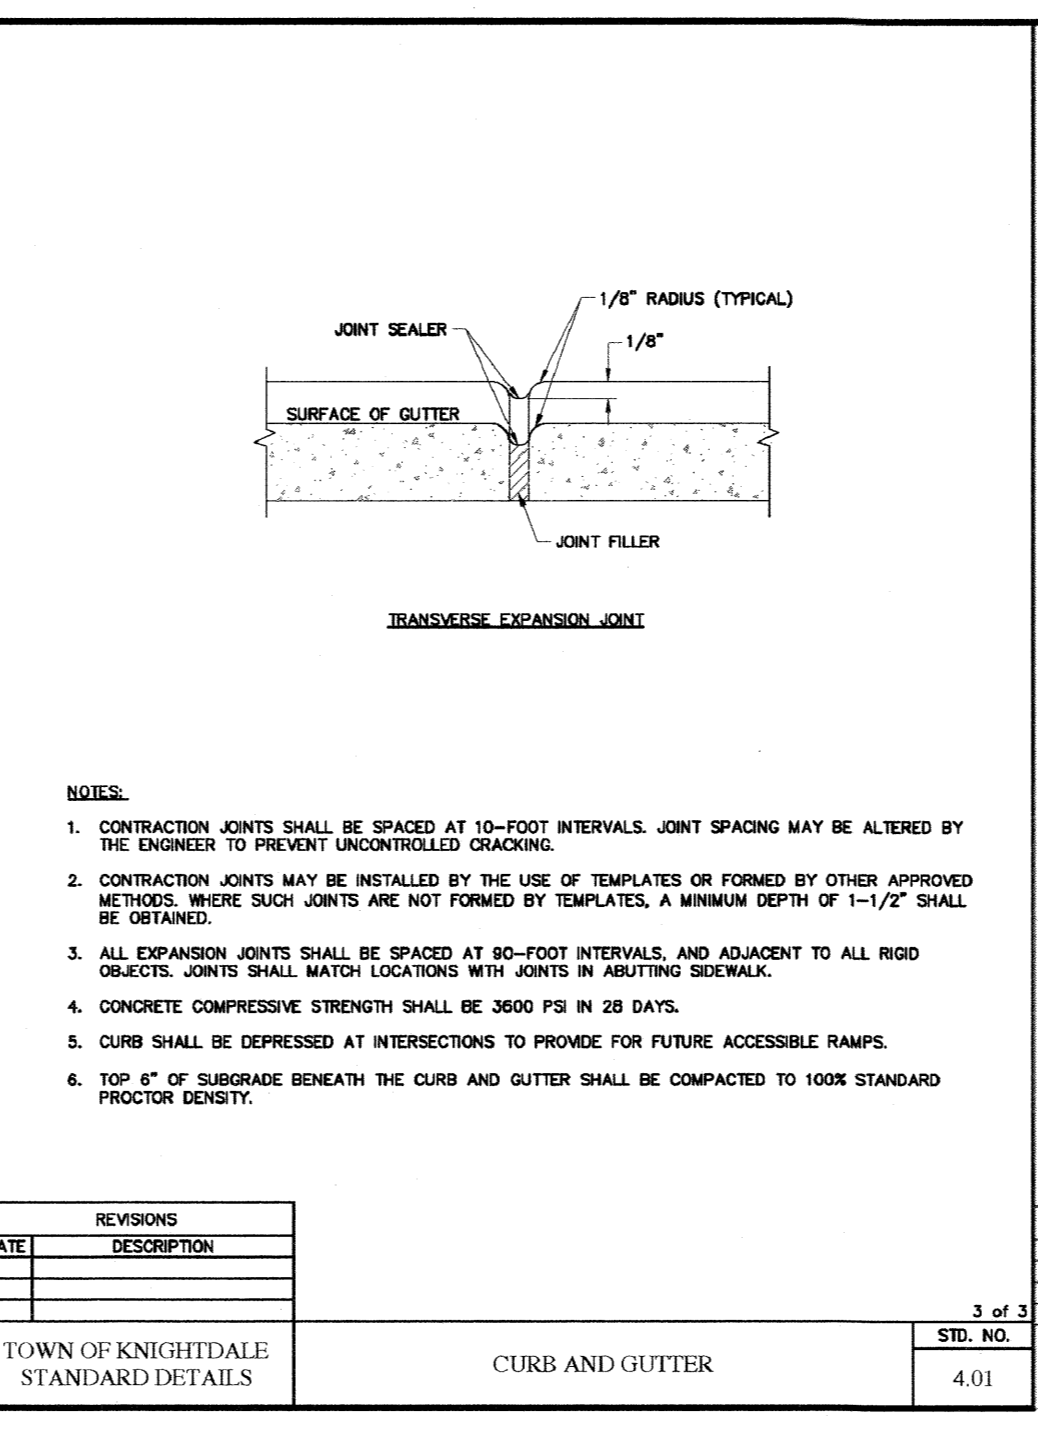 1/8" RADIUS (TYPICAL)
JOINT SEALER
1/8"
SURFACE OF GUTTER
JOINT FILLER
TRANSVERSE EXPANSION JOINT
NOTES:
1. CONTRACTION JOINTS SHALL BE SPACED AT 10-FOOT INTERVALS. JOINT SPACING MAY BE ALTERED BY
THE ENGINEER TO PREVENT UNCONTROLLED CRACKING.
2. CONTRACTION JOINTS MAY BE INSTALLED BY THE USE OF TEMPLATES OR FORMED BY OTHER APPROVED
METHODS. WHERE SUCH JOINTS ARE NOT FORMED BY TEMPLATES, A MINIMUM DEPTH OF 1-1/2" SHALL
BE OBTAINED.
3. ALL EXPANSION JOINTS SHALL BE SPACED AT 90-FOOT INTERVALS, AND ADJACENT TO ALL RIGID
OBJECTS. JOINTS SHALL MATCH LOCATIONS WITH JOINTS IN ABUTTING SIDEWALK.
4. CONCRETE COMPRESSIVE STRENGTH SHALL BE 3600 PSI IN 28 DAYS.
5. CURB SHALL BE DEPRESSED AT INTERSECTIONS TO PROVIDE FOR FUTURE ACCESSIBLE RAMPS.
6. TOP 6" OF SUBGRADE BENEATH THE CURB AND GUTTER SHALL BE COMPACTED TO 100% STANDARD
PROCTOR DENSITY.
REVISIONS
ATE DESCRIPTION
3 of 3
TOWN OF KNIGHTDALE
STANDARD DETAILS
CURB AND GUTTER
STD. NO.
4.01